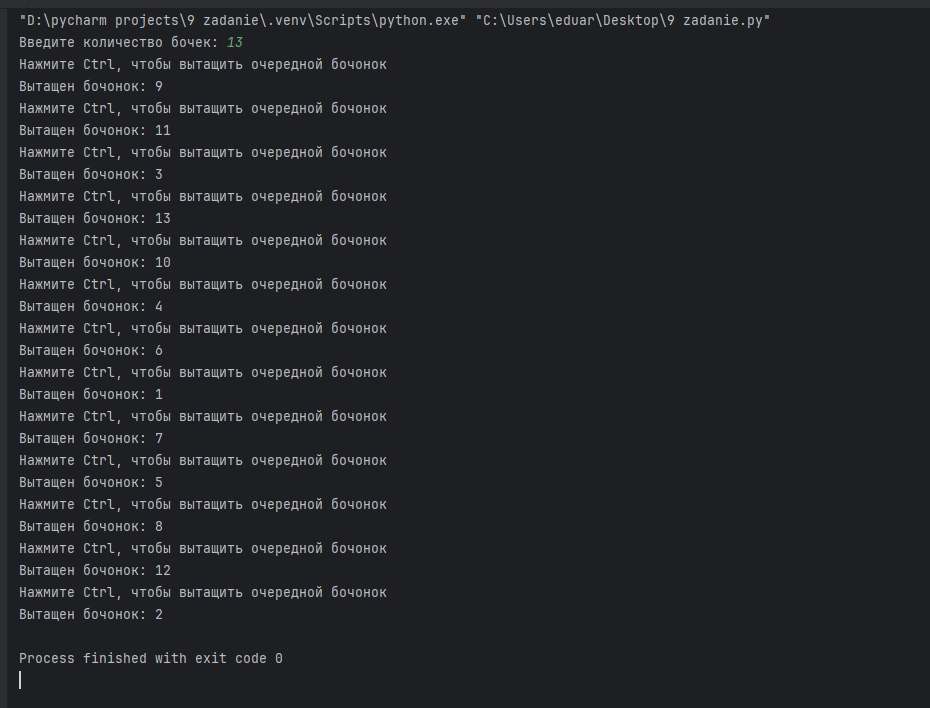 "D:\pycharm projects\9 zadanie\.venv\Scripts\python.exe" "C:\Users\eduar\Desktop\9 zadanie.py"
Введите количество бочек: 13
Нажмите Ctrl, чтобы вытащить очередной бочонок
Вытащен бочонок: 9
Нажмите Ctrl, чтобы вытащить очередной бочонок
Вытащен бочонок: 11
Нажмите Ctrl, чтобы вытащить очередной бочонок
Вытащен бочонок: 3
Нажмите Ctrl, чтобы вытащить очередной бочонок
Вытащен бочонок: 13
Нажмите Ctrl, чтобы вытащить очередной бочонок
Вытащен бочонок: 10
Нажмите Ctrl, чтобы вытащить очередной бочонок
Вытащен бочонок: 4
Нажмите Ctrl, чтобы вытащить очередной бочонок
Вытащен бочонок: 6
Нажмите Ctrl, чтобы вытащить очередной бочонок
Вытащен бочонок: 1
Нажмите Ctrl, чтобы вытащить очередной бочонок
Вытащен бочонок: 7
Нажмите Ctrl, чтобы вытащить очередной бочонок
Вытащен бочонок: 5
Нажмите Ctrl, чтобы вытащить очередной бочонок
Вытащен бочонок: 8
Нажмите Ctrl, чтобы вытащить очередной бочонок
Вытащен бочонок: 12
Нажмите Ctrl, чтобы вытащить очередной бочонок
Вытащен бочонок: 2
Process finished with exit code 0